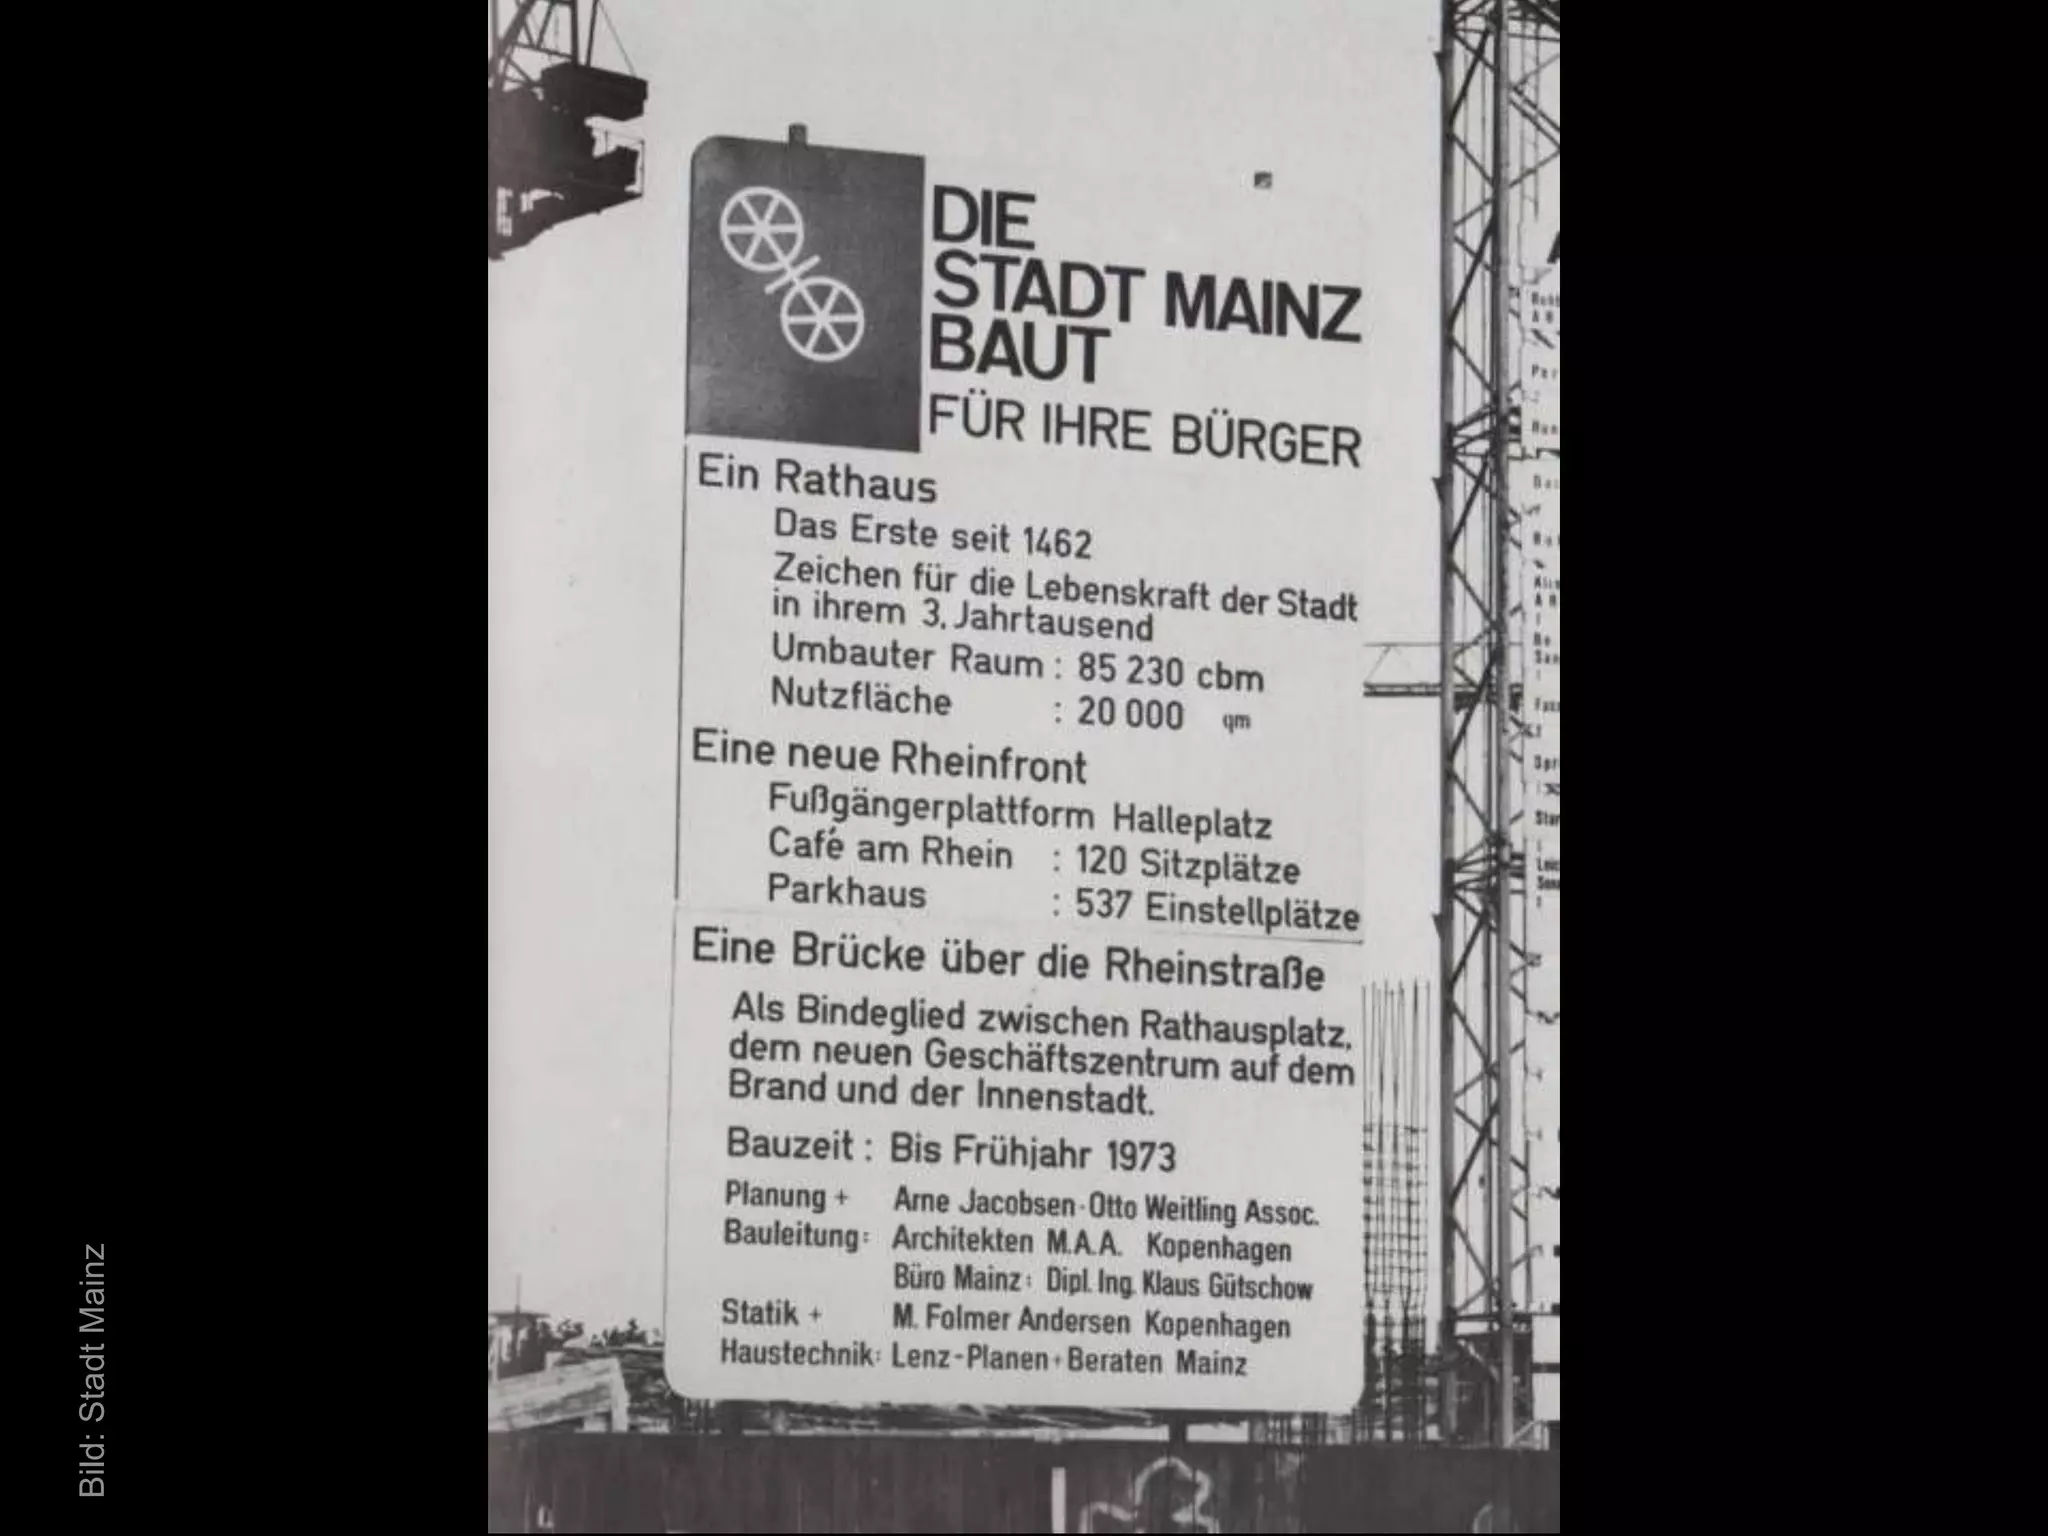 DIE
STADT MAINZ
BAUT
FÜR IHRE BÜRGER
Ein Rathaus
Das Erste seit 1462
Zeichen für die Lebenskraft der Stadt
in ihrem 3. Jahrtausend
Umbauter Raum : 85 230 cbm
Nutzfläche : 20 000 qm
Eine neue Rheinfront
Fußgängerplattform Halleplatz
Café am Rhein : 120 Sitzplätze
Parkhaus : 537 Einstellplätze
Eine Brücke über die Rheinstraße
Als Bindeglied zwischen Rathausplatz,
dem neuen Geschäftszentrum auf dem
Brand und der Innenstadt.
Bauzeit : Bis Frühjahr 1973
Planung + Arne Jacobsen · Otto Weitling Assoc.
Bauleitung: Architekten M.A.A. Kopenhagen
Büro Mainz: Dipl. Ing. Klaus Gütschow
Statik + M. Folmer Andersen Kopenhagen
Haustechnik: Lenz-Planen + Beraten Mainz
Bild: Stadt Mainz